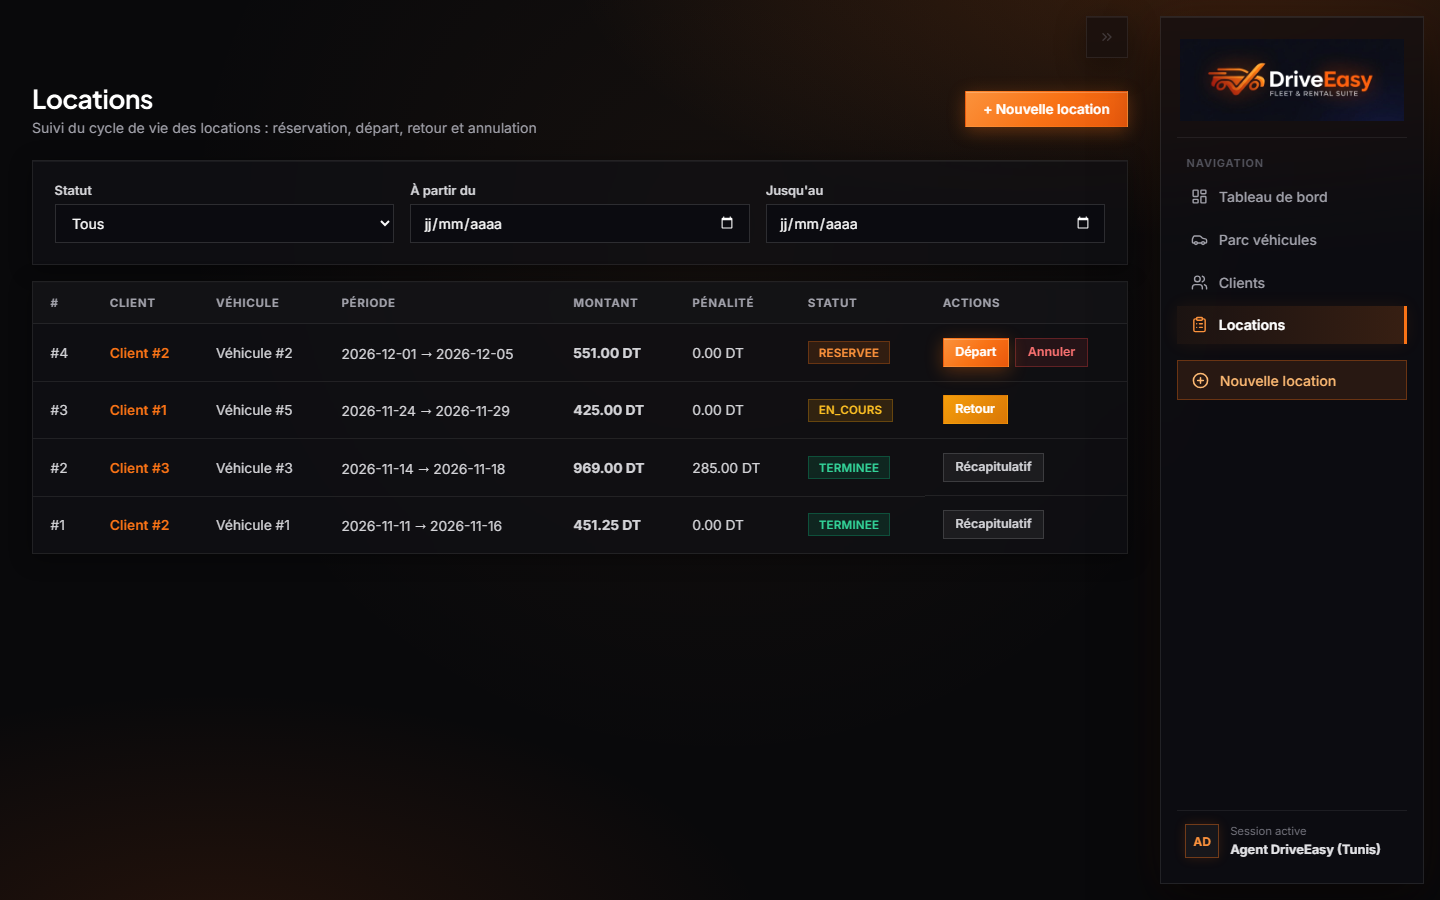 »
Locations
Suivi du cycle de vie des locations : réservation, départ, retour et annulation
+ Nouvelle location
Statut
À partir du
Jusqu'au
Tous
jj/mm/aaaa
jj/mm/aaaa
# CLIENT VÉHICULE PÉRIODE MONTANT PÉNALITÉ STATUT ACTIONS
#4 Client #2 Véhicule #2 2026-12-01 → 2026-12-05 551.00 DT 0.00 DT RESERVEE Départ Annuler
#3 Client #1 Véhicule #5 2026-11-24 → 2026-11-29 425.00 DT 0.00 DT EN_COURS Retour
#2 Client #3 Véhicule #3 2026-11-14 → 2026-11-18 969.00 DT 285.00 DT TERMINEE Récapitulatif
#1 Client #2 Véhicule #1 2026-11-11 → 2026-11-16 451.25 DT 0.00 DT TERMINEE Récapitulatif
DriveEasy
FLEET & RENTAL SUITE
NAVIGATION
Tableau de bord
Parc véhicules
Clients
Locations
Nouvelle location
AD
Session active
Agent DriveEasy (Tunis)